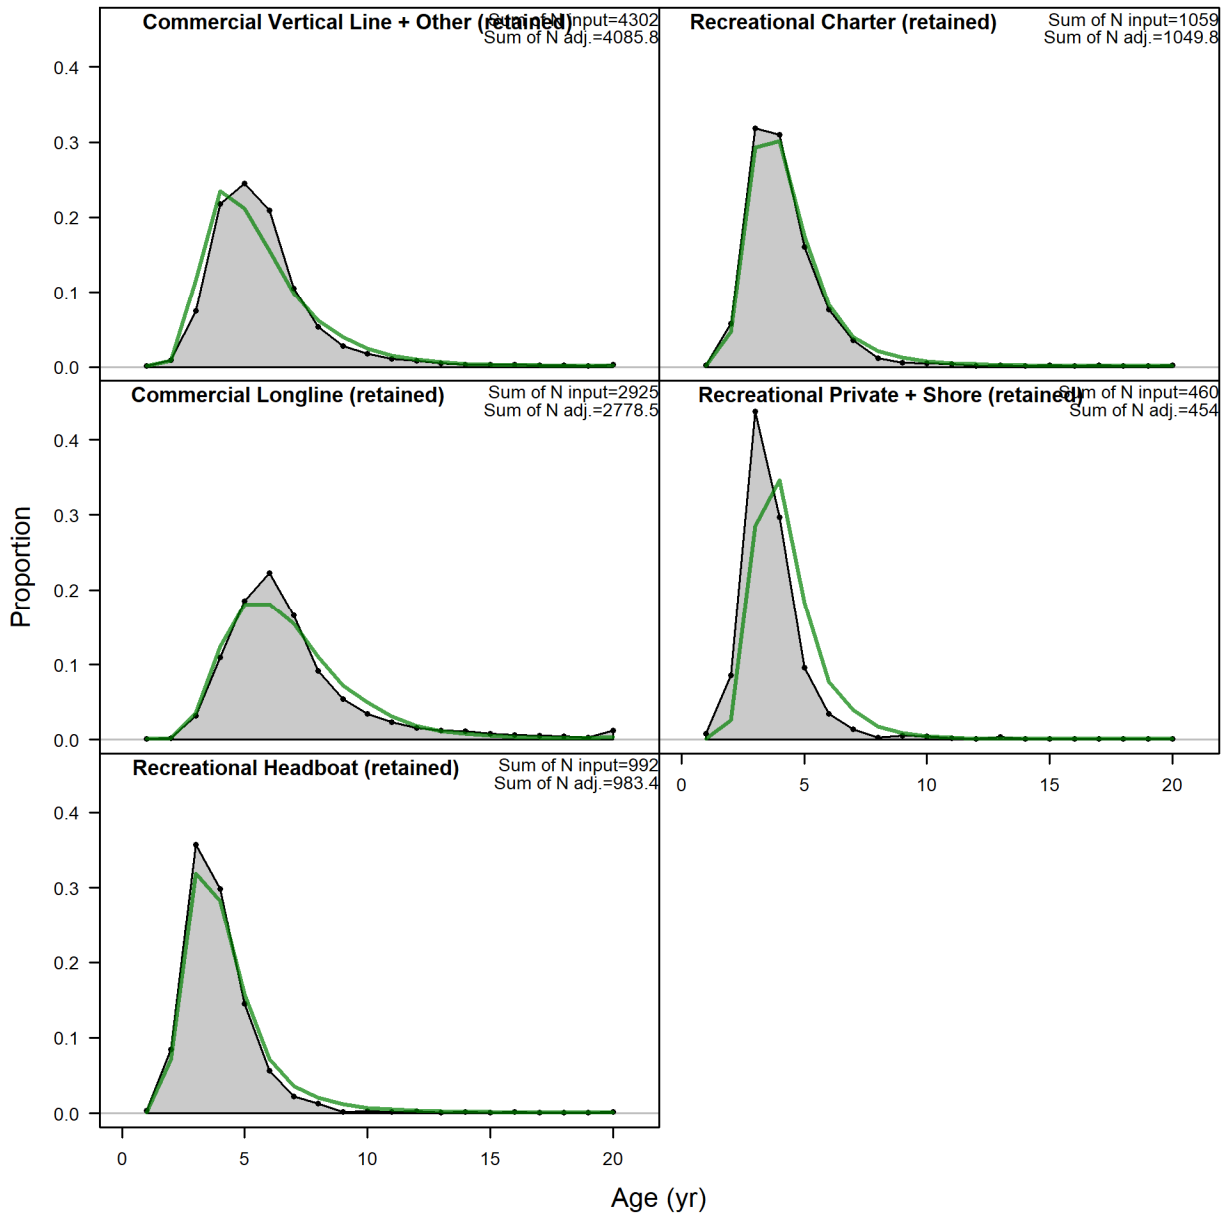 Commercial Vertical Line + Other (retained)
Sum of N input=4302
Sum of N adj.=4085.8
Recreational Charter (retained)
Sum of N input=1059
Sum of N adj.=1049.8
0.4
0.3
0.2
0.1
0.0
Commercial Longline (retained)
Sum of N input=2925
Sum of N adj.=2778.5
Recreational Private + Shore (retained)
Sum of N input=460
Sum of N adj.=454
0.4
0.3
0.2
0.1
0.0
0 5 10 15 20
Proportion
Recreational Headboat (retained)
Sum of N input=992
Sum of N adj.=983.4
0.4
0.3
0.2
0.1
0.0
0 5 10 15 20
Age (yr)